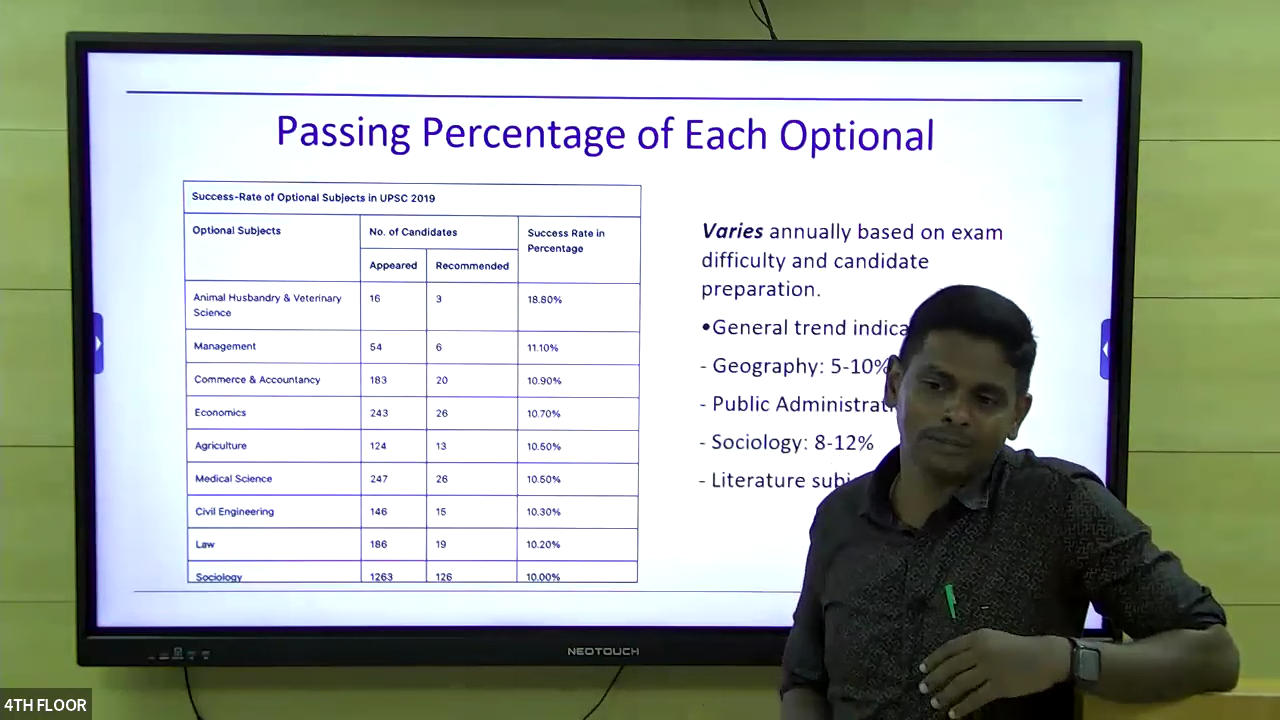 Passing Percentage of Each Optional
Success-Rate of Optional Subjects in UPSC 2019
Optional Subjects No. of Candidates Success Rate in Percentage
Appeared Recommended
Animal Husbandry & Veterinary Science 16 3 18.80%
Management 54 6 11.10%
Commerce & Accountancy 183 20 10.90%
Economics 243 26 10.70%
Agriculture 124 13 10.50%
Medical Science 247 26 10.50%
Civil Engineering 146 15 10.30%
Law 186 19 10.20%
Sociology 1263 126 10.00%
Varies annually based on exam
difficulty and candidate
preparation.
•General trend
- Geography: 5-10%
- Public
- Sociology: 8-12%
- Literature
NEOTOUCH
4TH FLOOR